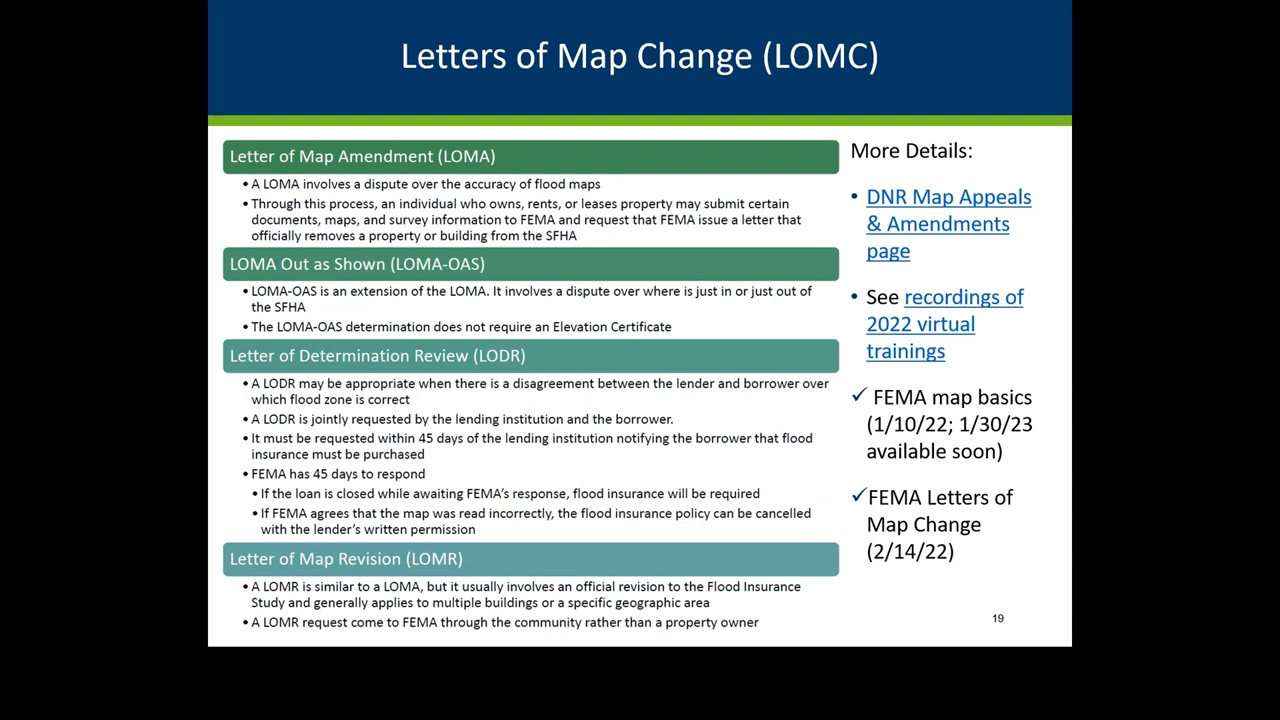 Letters of Map Change (LOMC)
Letter of Map Amendment (LOMA)
• A LOMA involves a dispute over the accuracy of flood maps
• Through this process, an individual who owns, rents, or leases property may submit certain
documents, maps, and survey information to FEMA and request that FEMA issue a letter that
officially removes a property or building from the SFHA
LOMA Out as Shown (LOMA-OAS)
• LOMA-OAS is an extension of the LOMA. It involves a dispute over where is just in or just out of
the SFHA
• The LOMA-OAS determination does not require an Elevation Certificate
Letter of Determination Review (LODR)
• A LODR may be appropriate when there is a disagreement between the lender and borrower over
which flood zone is correct
• A LODR is jointly requested by the lending institution and the borrower.
• It must be requested within 45 days of the lending institution notifying the borrower that flood
insurance must be purchased
• FEMA has 45 days to respond
• If the loan is closed while awaiting FEMA's response, flood insurance will be required
• If FEMA agrees that the map was read incorrectly, the flood insurance policy can be cancelled
with the lender's written permission
Letter of Map Revision (LOMR)
• A LOMR is similar to a LOMA, but it usually involves an official revision to the Flood Insurance
Study and generally applies to multiple buildings or a specific geographic area
• A LOMR request come to FEMA through the community rather than a property owner
More Details:
• DNR Map Appeals
& Amendments
page
• See recordings of
2022 virtual
trainings
✓ FEMA map basics
(1/10/22; 1/30/23
available soon)
✓FEMA Letters of
Map Change
(2/14/22)
19